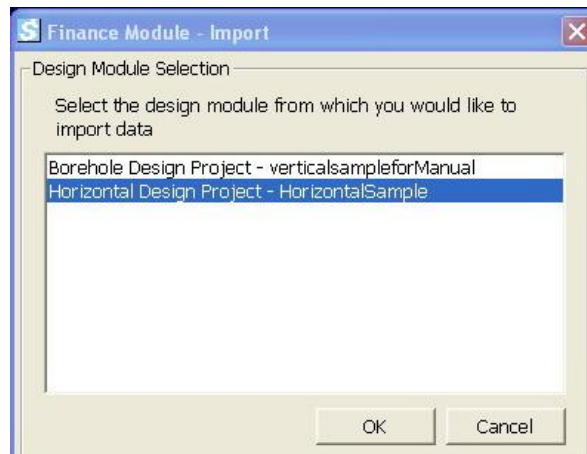 Finance Module - Import
Design Module Selection
Select the design module from which you would like to
import data
Borehole Design Project - verticalsampleforManual
Horizontal Design Project - HorizontalSample
OK
Cancel